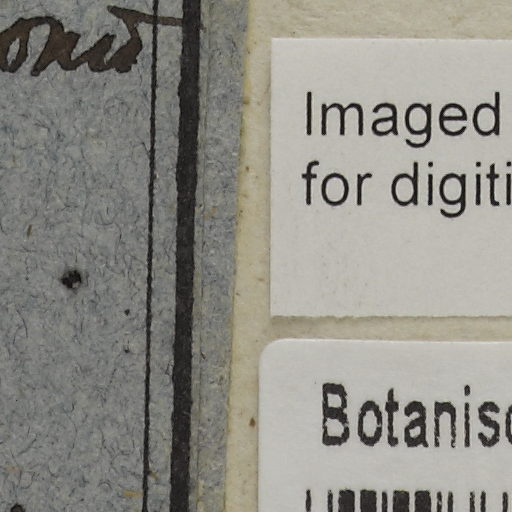 Imaged
for digiti
Botanisc